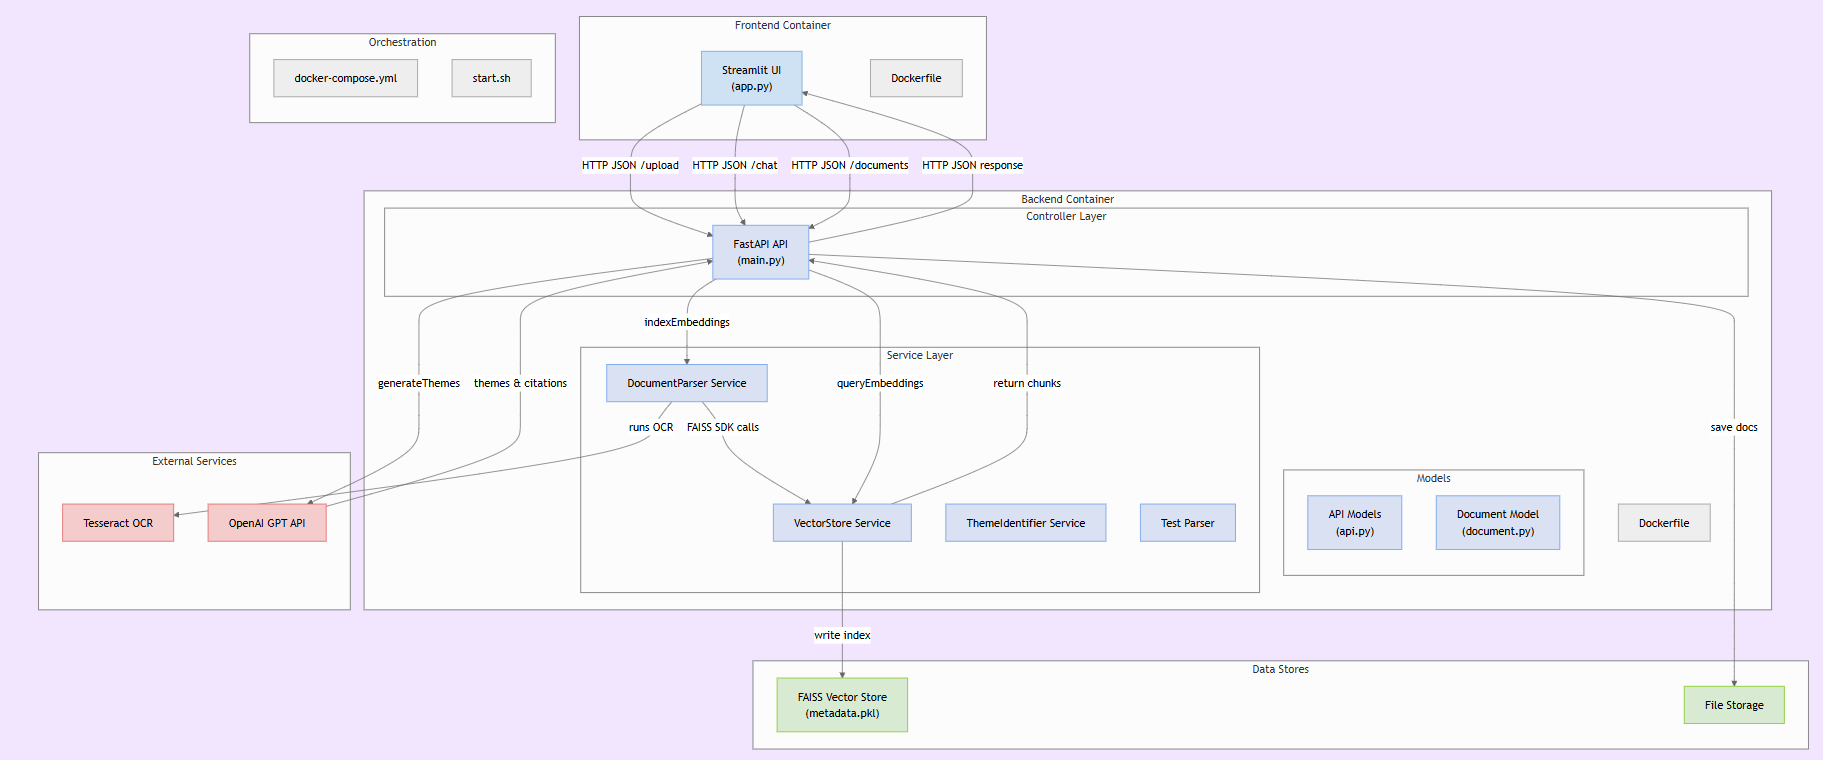 Frontend Container
Orchestration
docker-compose.yml
start.sh
Streamlit UI
(app.py)
Dockerfile
HTTP JSON /upload
HTTP JSON /chat
HTTP JSON /documents
HTTP JSON response
Backend Container
Controller Layer
FastAPI API
(main.py)
indexEmbeddings
Service Layer
generateThemes
themes & citations
DocumentParser Service
queryEmbeddings
return chunks
runs OCR
FAISS SDK calls
save docs
External Services
Tesseract OCR
OpenAI GPT API
VectorStore Service
ThemeIdentifier Service
Test Parser
Models
API Models
(api.py)
Document Model
(document.py)
Dockerfile
write index
Data Stores
FAISS Vector Store
(metadata.pkl)
File Storage